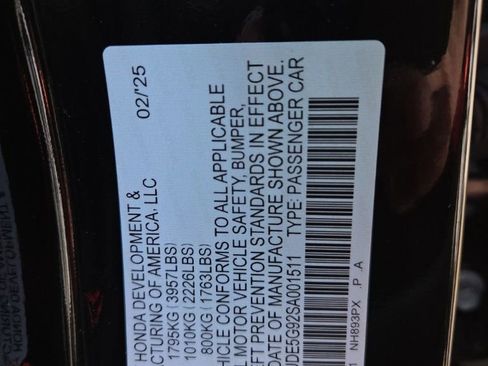 HONDA DEVELOPMENT & 02/'25
CTURING OF AMERICA, LLC
1795KG (3957LBS)
1010KG (2226LBS)
800KG (1763LBS)
HICLE CONFORMS TO ALL APPLICABLE
L MOTOR VEHICLE SAFETY, BUMPER,
EFT PREVENTION STANDARDS IN EFFECT
DATE OF MANUFACTURE SHOWN ABOVE.
UDE5G92SA001511 TYPE: PASSENGER CAR
NH893PX .P .A